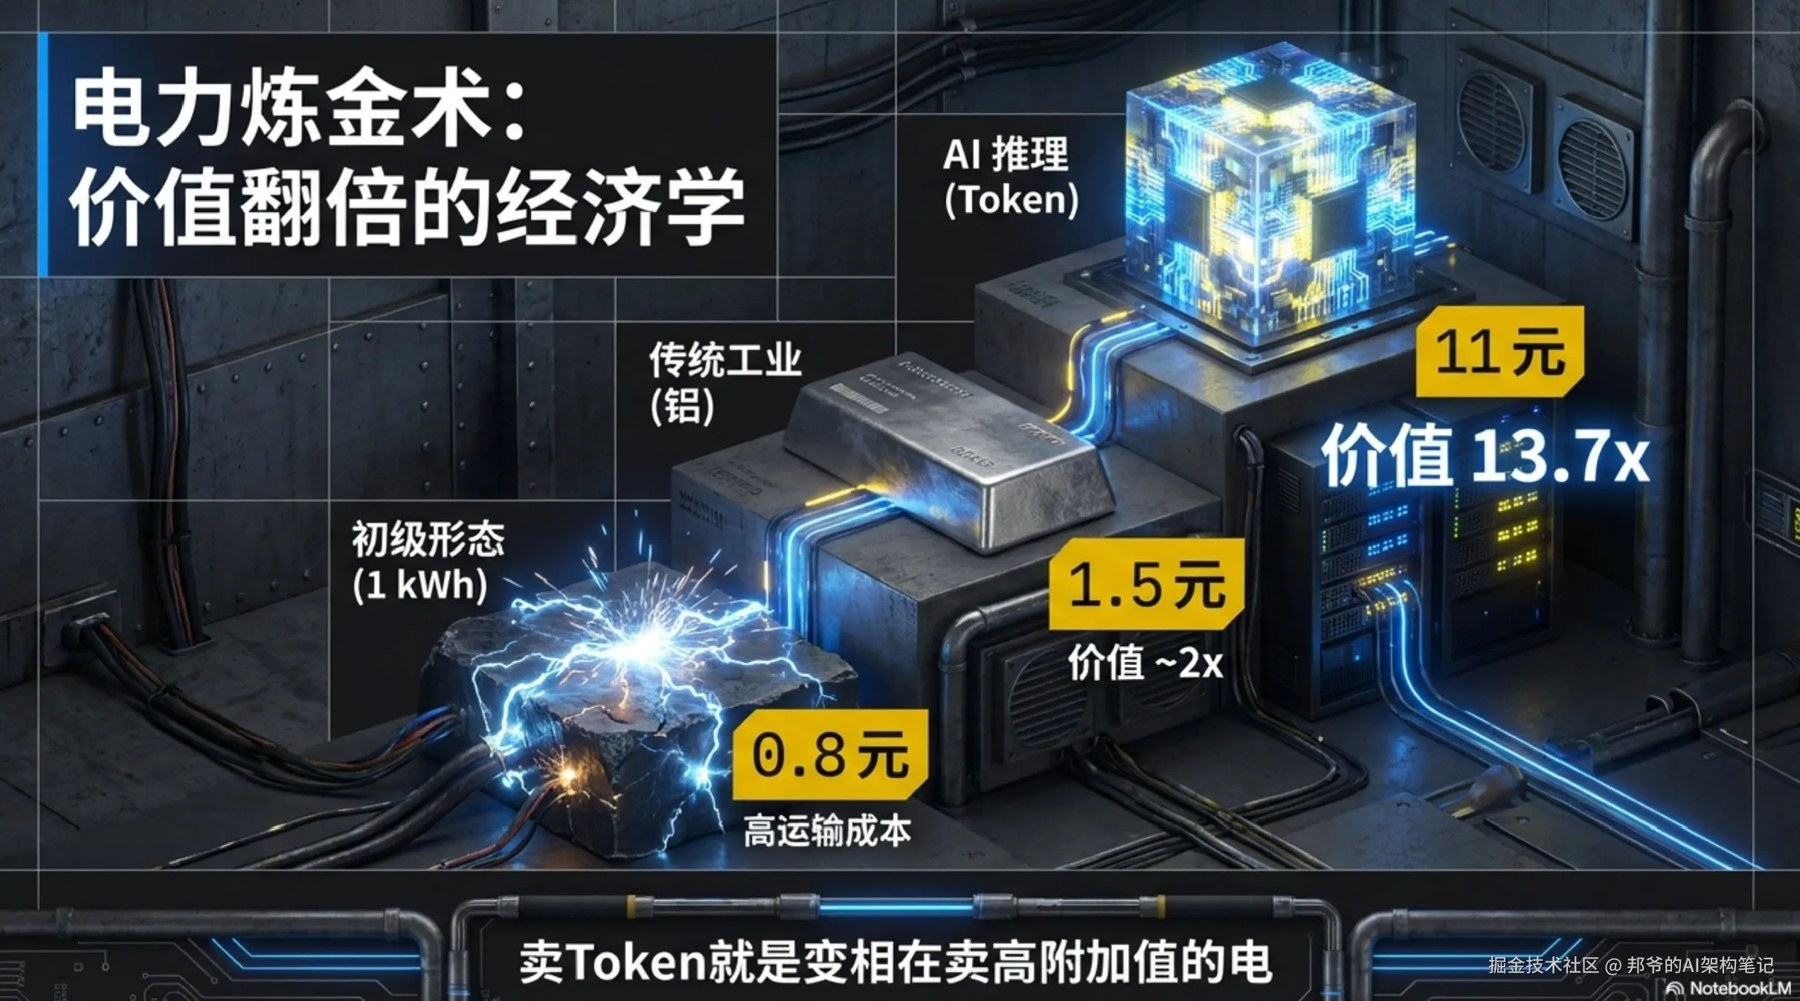 电力炼金术：
价值翻倍的经济学
AI 推理
(Token)
11元
价值 13.7x
传统工业
(铝)
1.5元
价值 ~2x
初级形态
(1 kWh)
0.8元
高运输成本
卖Token就是变相在卖高附加值的电
掘金技术社区 @ 邦爷的AI架构笔记
NotebookLM